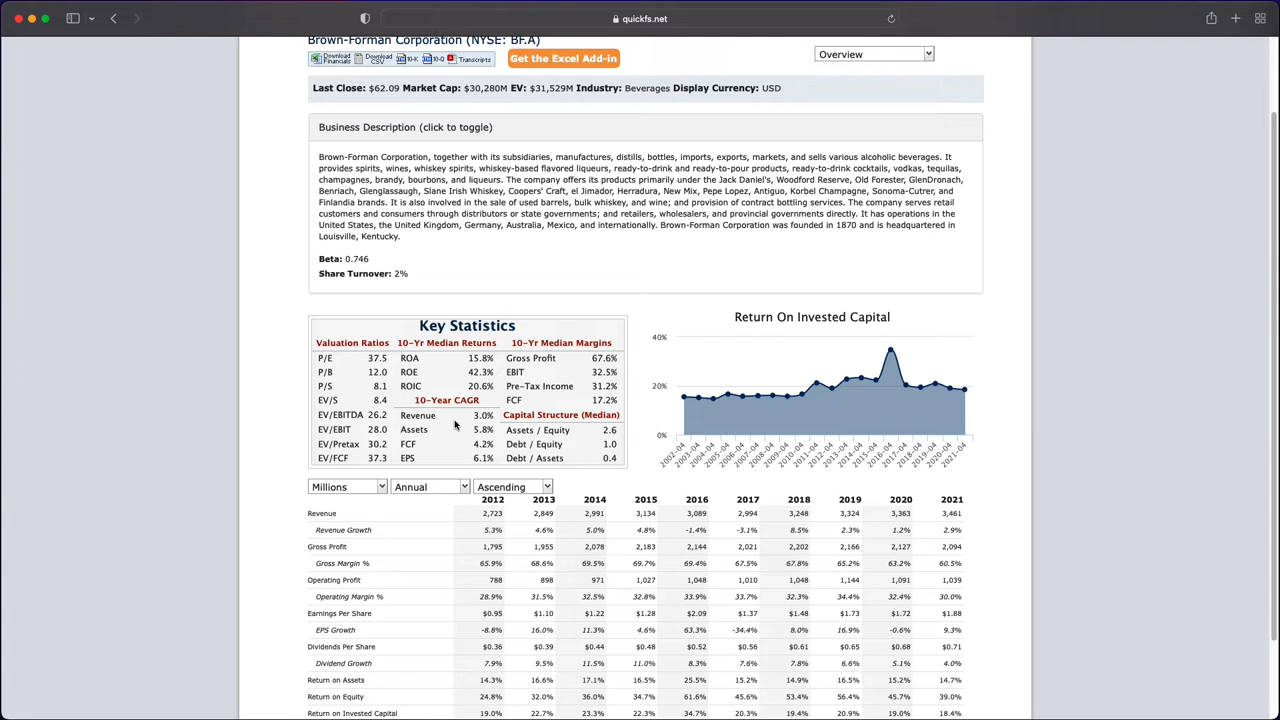 quickfs.net
Brown-Forman Corporation (NYSE: BF.A)
Download Financials Download CSV 10-K 10-Q Transcripts
Get the Excel Add-in
Overview
Last Close: $62.09 Market Cap: $30,280M EV: $31,529M Industry: Beverages Display Currency: USD
Business Description (click to toggle)
Brown-Forman Corporation, together with its subsidiaries, manufactures, distills, bottles, imports, exports, markets, and sells various alcoholic beverages. It
provides spirits, wines, whiskey spirits, whiskey-based flavored liqueurs, ready-to-drink and ready-to-pour products, ready-to-drink cocktails, vodkas, tequilas,
champagnes, brandy, bourbons, and liqueurs. The company offers its products primarily under the Jack Daniel's, Woodford Reserve, Old Forester, GlenDronach,
Benriach, Glenglassaugh, Slane Irish Whiskey, Coopers' Craft, el Jimador, Herradura, New Mix, Pepe Lopez, Antiguo, Korbel Champagne, Sonoma-Cutrer, and
Finlandia brands. It is also involved in the sale of used barrels, bulk whiskey, and wine; and provision of contract bottling services. The company serves retail
customers and consumers through distributors or state governments; and retailers, wholesalers, and provincial governments directly. It has operations in the
United States, the United Kingdom, Germany, Australia, Mexico, and internationally. Brown-Forman Corporation was founded in 1870 and is headquartered in
Louisville, Kentucky.
Beta: 0.746
Share Turnover: 2%
Key Statistics
Valuation Ratios 10-Yr Median Returns 10-Yr Median Margins
P/E 37.5 ROA 15.8% Gross Profit 67.6%
P/B 12.0 ROE 42.3% EBIT 32.5%
P/S 8.1 ROIC 20.6% Pre-Tax Income 31.2%
EV/S 8.4 10-Year CAGR FCF 17.2%
EV/EBITDA 26.2 Revenue 3.0% Capital Structure (Median)
EV/EBIT 28.0 Assets 5.8% Assets / Equity 2.6
EV/Pretax 30.2 FCF 4.2% Debt / Equity 1.0
EV/FCF 37.3 EPS 6.1% Debt / Assets 0.4
Return On Invested Capital
40%
20%
0%
2002-04 2003-04 2004-04 2005-04 2006-04 2007-04 2008-04 2009-04 2010-04 2011-04 2012-04 2013-04 2014-04 2015-04 2016-04 2017-04 2018-04 2019-04 2020-04 2021-04
Millions Annual Ascending
2012 2013 2014 2015 2016 2017 2018 2019 2020 2021
Revenue 2,723 2,849 2,991 3,134 3,089 2,994 3,248 3,324 3,363 3,461
Revenue Growth 5.3% 4.6% 5.0% 4.8% -1.4% -3.1% 8.5% 2.3% 1.2% 2.9%
Gross Profit 1,795 1,955 2,078 2,183 2,144 2,021 2,202 2,166 2,127 2,094
Gross Margin % 65.9% 68.6% 69.5% 69.7% 69.4% 67.5% 67.8% 65.2% 63.2% 60.5%
Operating Profit 788 898 971 1,027 1,048 1,010 1,048 1,144 1,091 1,039
Operating Margin % 28.9% 31.5% 32.5% 32.8% 33.9% 33.7% 32.3% 34.4% 32.4% 30.0%
Earnings Per Share $0.95 $1.10 $1.22 $1.28 $2.09 $1.37 $1.48 $1.73 $1.72 $1.88
EPS Growth -8.8% 16.0% 11.3% 4.6% 63.3% -34.4% 8.0% 16.9% -0.6% 9.3%
Dividends Per Share $0.36 $0.39 $0.44 $0.48 $0.52 $0.56 $0.61 $0.65 $0.68 $0.71
Dividend Growth 7.9% 9.5% 11.5% 11.0% 8.3% 7.6% 7.8% 6.6% 5.1% 4.0%
Return on Assets 14.3% 16.6% 17.1% 16.5% 25.5% 15.2% 14.9% 16.5% 15.2% 14.7%
Return on Equity 24.8% 32.0% 36.0% 34.7% 61.6% 45.6% 53.4% 56.4% 45.7% 39.0%
Return on Invested Capital 19.0% 22.7% 23.3% 22.3% 34.7% 20.3% 19.4% 20.9% 19.0% 18.4%